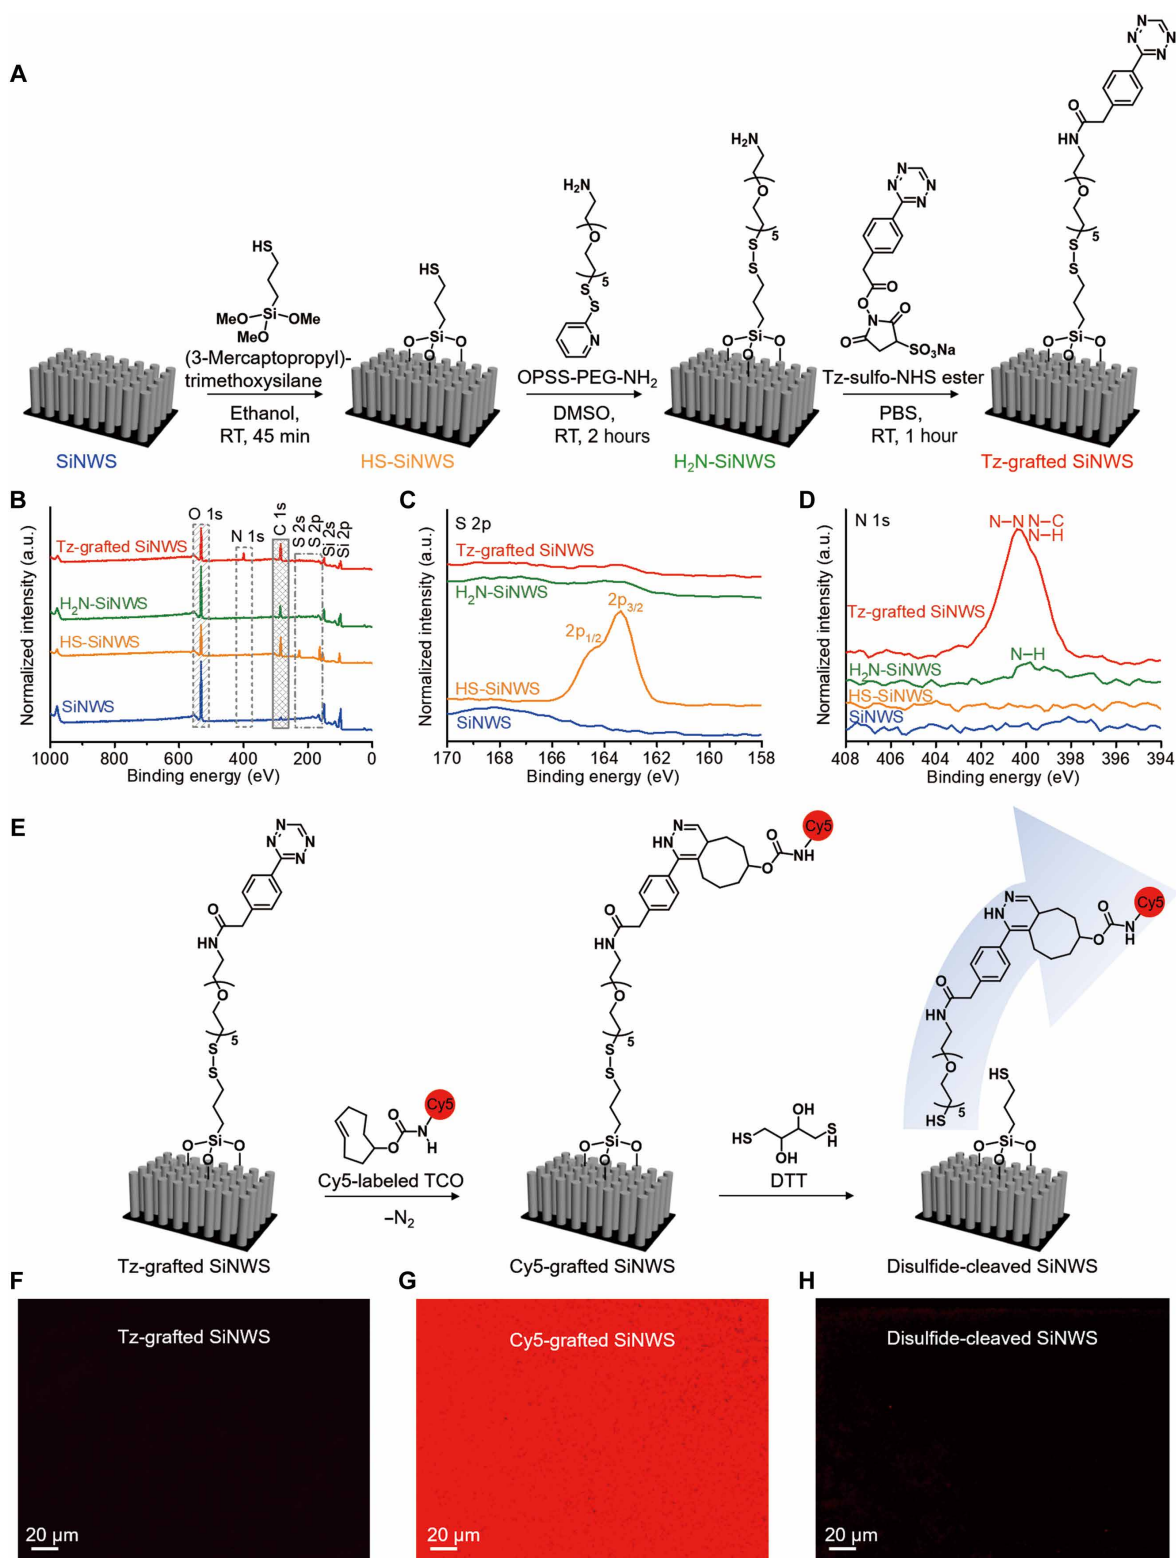 A
HS
MeO
Si
OMe
MeO
(3-Mercaptopropyl)-
trimethoxysilane
Ethanol,
RT, 45 min
SiNWS
HS
Si
O
O
O
HS-SiNWS
H₂N
O
5
S
S
N
OPSS-PEG-NH₂
DMSO,
RT, 2 hours
H₂N
O
5
S
S
Si
O
O
O
H₂N-SiNWS
N
N
N
N
O
O
N
O
O
SO₃Na
Tz-sulfo-NHS ester
PBS,
RT, 1 hour
N
N
N
N
O
HN
O
5
S
S
Si
O
O
O
Tz-grafted SiNWS
B
Normalized intensity (a.u.)
O 1s
N 1s
C 1s
S 2s
S 2p
Si 2s
Si 2p
Tz-grafted SiNWS
H₂N-SiNWS
HS-SiNWS
SiNWS
1000 800 600 400 200 0
Binding energy (eV)
C
Normalized intensity (a.u.)
S 2p
Tz-grafted SiNWS
H₂N-SiNWS
2p3/2
2p1/2
HS-SiNWS
SiNWS
170 168 166 164 162 160 158
Binding energy (eV)
D
Normalized intensity (a.u.)
N 1s
N–N N–C
N–H
Tz-grafted SiNWS
N–H
H₂N-SiNWS
HS-SiNWS
SiNWS
408 406 404 402 400 398 396 394
Binding energy (eV)
E
N
N
N
N
O
HN
O
5
S
S
Si
O
O
O
Tz-grafted SiNWS
O
Cy5
O
N
H
Cy5-labeled TCO
–N₂
N
HN
O
O
NH
Cy5
O
HN
O
5
S
S
Si
O
O
O
Cy5-grafted SiNWS
OH
HS
S
H
OH
DTT
N
HN
O
O
N
H
Cy5
O
HN
O
5
HS
HS
Si
O
O
O
Disulfide-cleaved SiNWS
F
Tz-grafted SiNWS
20 µm
G
Cy5-grafted SiNWS
20 µm
H
Disulfide-cleaved SiNWS
20 µm